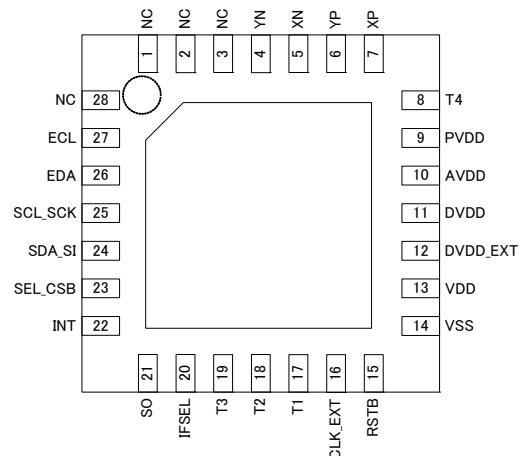 NC NC NC YN XN YP XP
1 2 3 4 5 6 7
NC 28 8 T4
ECL 27 9 PVDD
EDA 26 10 AVDD
SCL_SCK 25 11 DVDD
SDA_SI 24 12 DVDD_EXT
SEL_CSB 23 13 VDD
INT 22 14 VSS
21 20 19 18 17 16 15
SO IFSEL T3 T2 T1 CLK_EXT RSTB